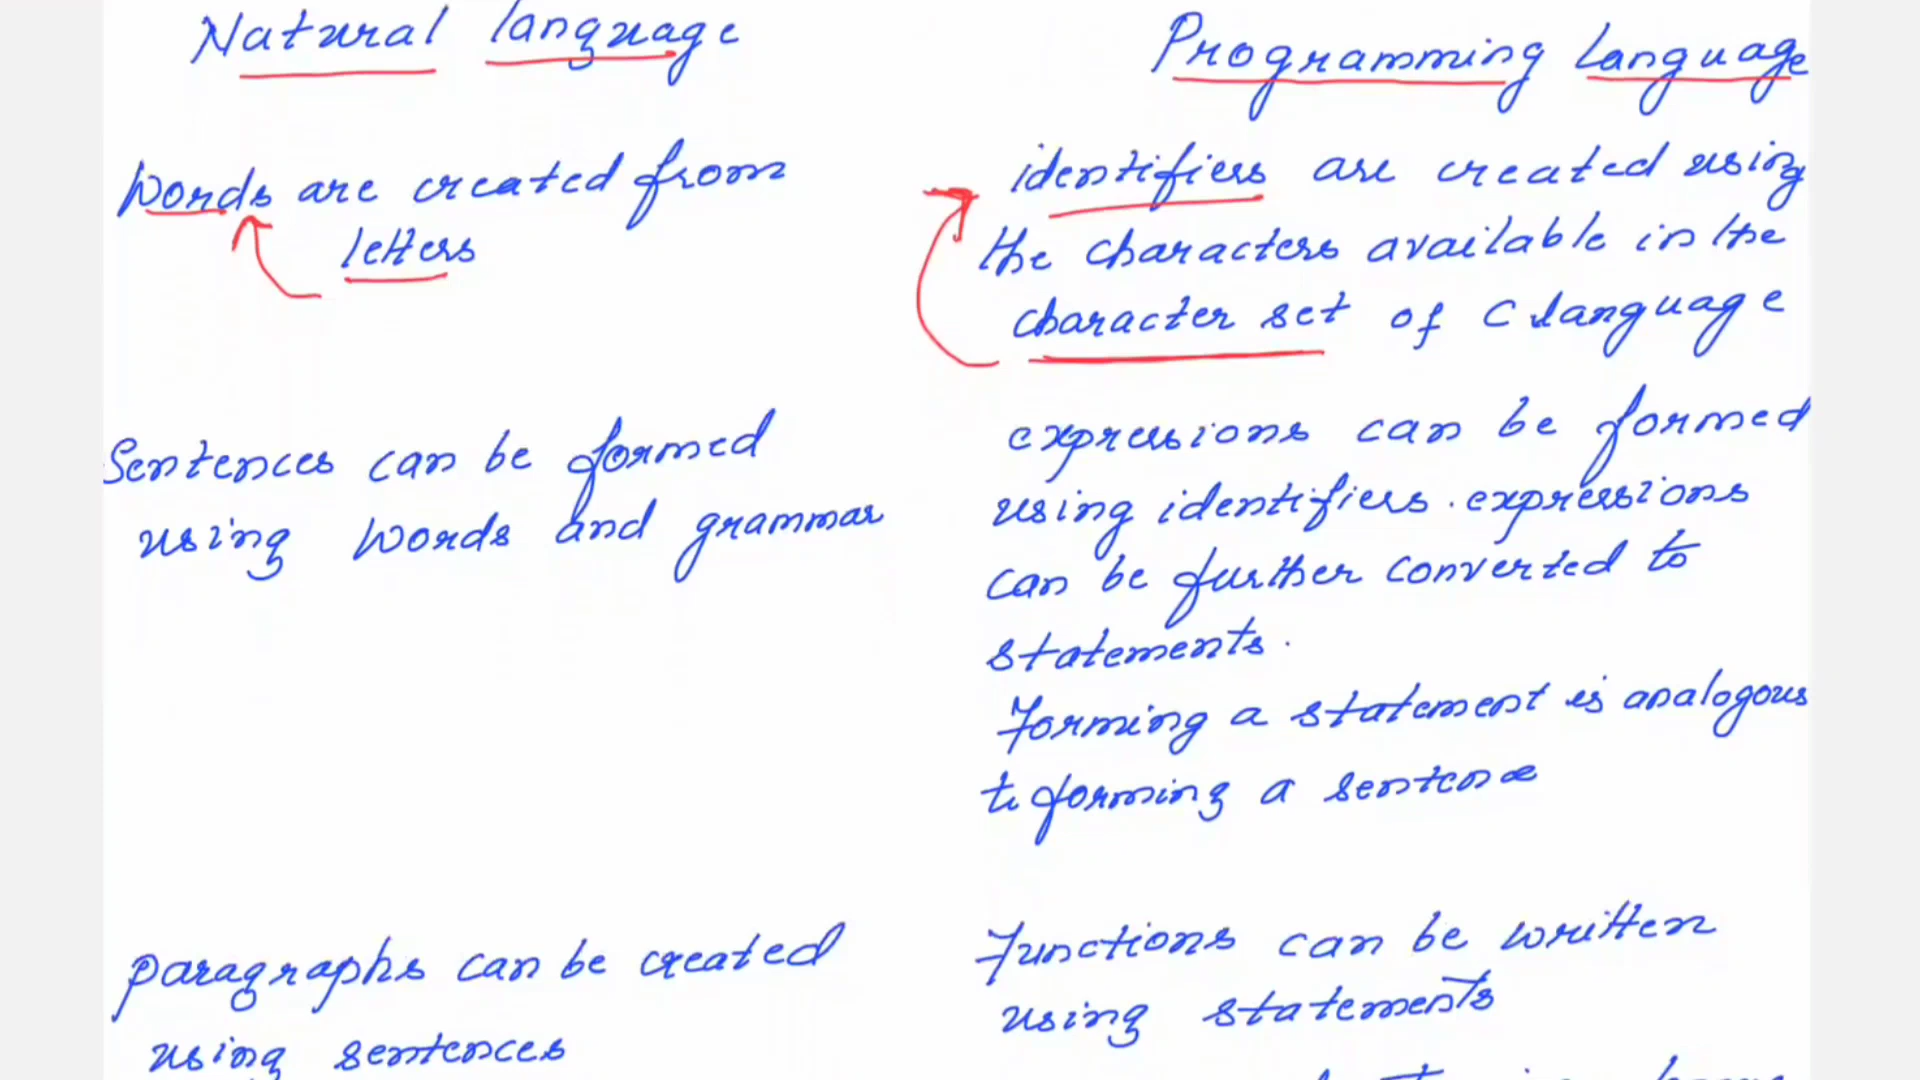 Natural language
Words are created from
letters
Sentences can be formed
using words and grammar
paragraphs can be created
using sentences
Programming Language
identifiers are created using
the characters available in the
character set of C language
expressions can be formed
using identifiers. expressions
can be further converted to
statements.
Forming a statement is analogous
to forming a sentence
Functions can be written
using statements